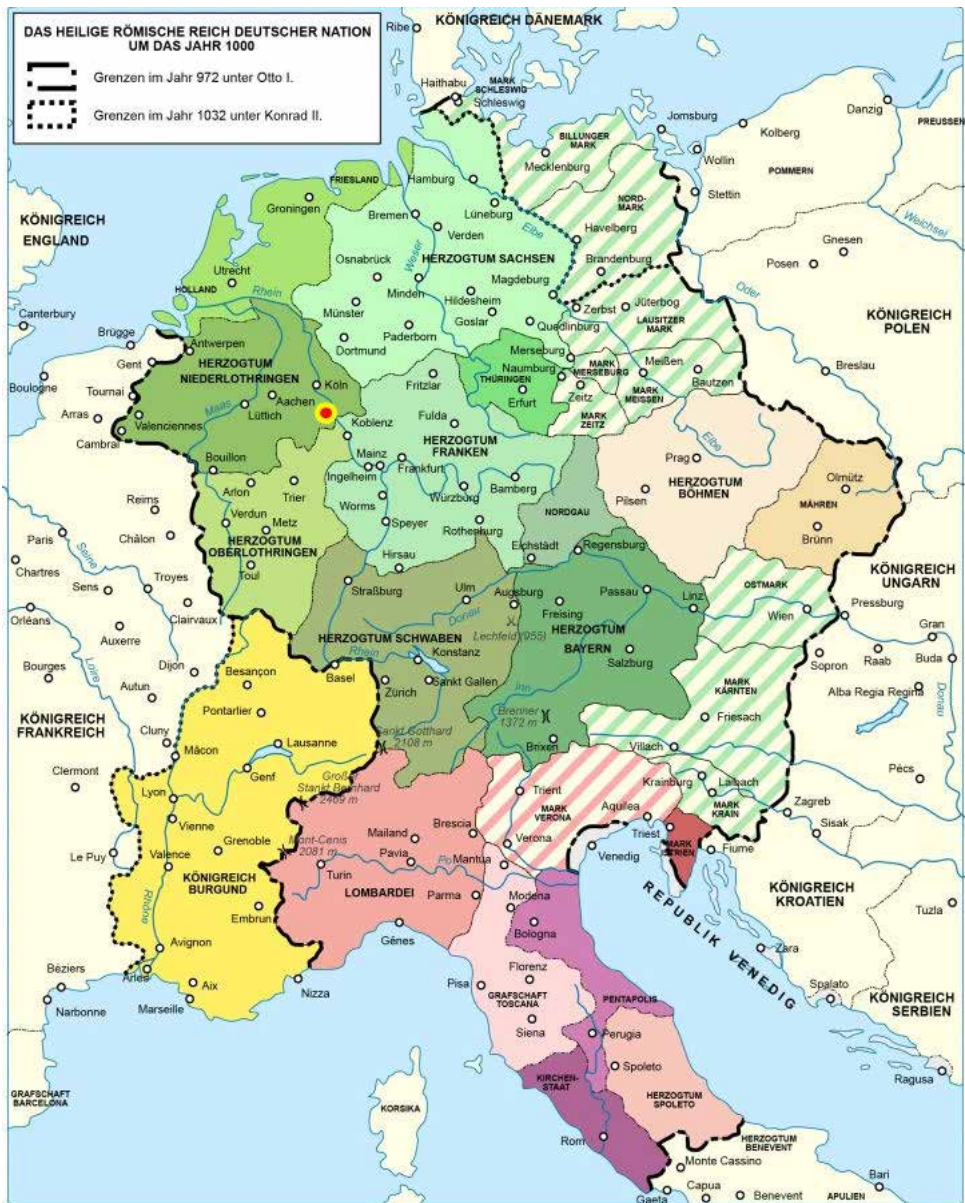 DAS HEILIGE RÖMISCHE REICH DEUTSCHER NATION
UM DAS JAHR 1000
Grenzen im Jahr 972 unter Otto I.
Grenzen im Jahr 1032 unter Konrad II.
KÖNIGREICH DÄNEMARK
Ribe
Haithabu
MARK
SCHLESWIG
Schleswig
Danzig
PREUSSEN
Jomsburg
Kolberg
Wollin
POMMERN
Stettin
BILLUNGER
MARK
Mecklenburg
Hamburg
FRIESLAND
Groningen
Bremen
Lüneburg
NORD-
MARK
KÖNIGREICH
ENGLAND
Verden
Elbe
Havelberg
Weichsel
Gnesen
Posen
Weser
Osnabrück
HERZOGTUM SACHSEN
Brandenburg
Utrecht
HOLLAND
Rhein
Minden
Magdeburg
Hildesheim
Münster
Goslar
Zerbst
Jüterbog
Oder
Canterbury
Paderborn
Quedlinburg
LAUSITZER
MARK
KÖNIGREICH
POLEN
Brügge
Antwerpen
Dortmund
Gent
HERZOGTUM
NIEDERLOTHRINGEN
Merseburg
Naumburg
MARK
MERSEBURG
Meißen
Breslau
Boulogne
Tournai
Köln
Fritzlar
THÜRINGEN
Zeitz
MARK
MEISSEN
Bautzen
Aachen
Erfurt
Arras
Maas
Lüttich
Valenciennes
Koblenz
Fulda
MARK
ZEITZ
Cambrai
HERZOGTUM
FRANKEN
Elbe
Bouillon
Mainz
Frankfurt
Ingelheim
Prag
Arlon
Trier
Würzburg
Bamberg
HERZOGTUM
BÖHMEN
Olmütz
Pilsen
Reims
Verdun
Worms
MÄHREN
Metz
Speyer
Rothenburg
NORDGAU
Brünn
Paris
Châlon
HERZOGTUM
OBERLOTHRINGEN
Hirsau
Eichstädt
Regensburg
Seine
Toul
Chartres
Sens
Troyes
Straßburg
Ulm
Augsburg
Passau
Linz
OSTMARK
KÖNIGREICH
UNGARN
Clairvaux
Donau
Freising
Wien
Pressburg
Orléans
Auxerre
HERZOGTUM SCHWABEN
Lechfeld (955)
HERZOGTUM
BAYERN
Gran
Loire
Rhein
Konstanz
Salzburg
Sopron
Raab
Buda
Bourges
Dijon
Besançon
Basel
Zürich
Sankt Gallen
Inn
MARK
KÄRNTEN
Alba Regia Regina
Donau
Autun
Pontarlier
Brenner
1372 m
Friesach
KÖNIGREICH
FRANKREICH
Cluny
Lausanne
Sankt Gotthard
2108 m
Brixen
Villach
Mâcon
Genf
Clermont
Großer
Stankt Bernhard
2469 m
Trient
Krainburg
Laibach
Pécs
Lyon
MARK
VERONA
Aquilea
MARK
KRAIN
Zagreb
Vienne
Brescia
Triest
Sisak
Grenoble
Mont-Cenis
2081 m
Mailand
Verona
Venedig
MARK
ISTRIEN
Fiume
Le Puy
Valence
Pavia
Po
Mantua
KÖNIGREICH
BURGUND
Turin
LOMBARDEI
Parma
Modena
KÖNIGREICH
KROATIEN
Embrun
Bologna
Tuzla
Rhône
Gênes
Avignon
REPUBLIK VENEDIG
Zara
Béziers
Arles
Aix
Nizza
Florenz
Pisa
Narbonne
Marseille
GRAFSCHAFT
TOSCANA
PENTAPOLIS
Spalato
KÖNIGREICH
SERBIEN
Siena
Perugia
Spoleto
KIRCHEN-
STAAT
Ragusa
GRAFSCHAFT
BARCELONA
KORSIKA
HERZOGTUM
SPOLETO
Rom
HERZOGTUM
BENEVENT
Monte Cassino
Bari
Capua
Gaeta
Benevent
APULIEN